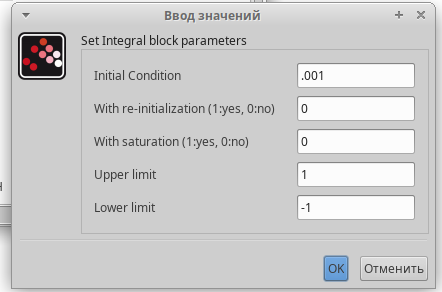 Ввод значений
Set Integral block parameters
Initial Condition .001
With re-initialization (1:yes, 0:no) 0
With saturation (1:yes, 0:no) 0
Upper limit 1
Lower limit -1
OK Отменить